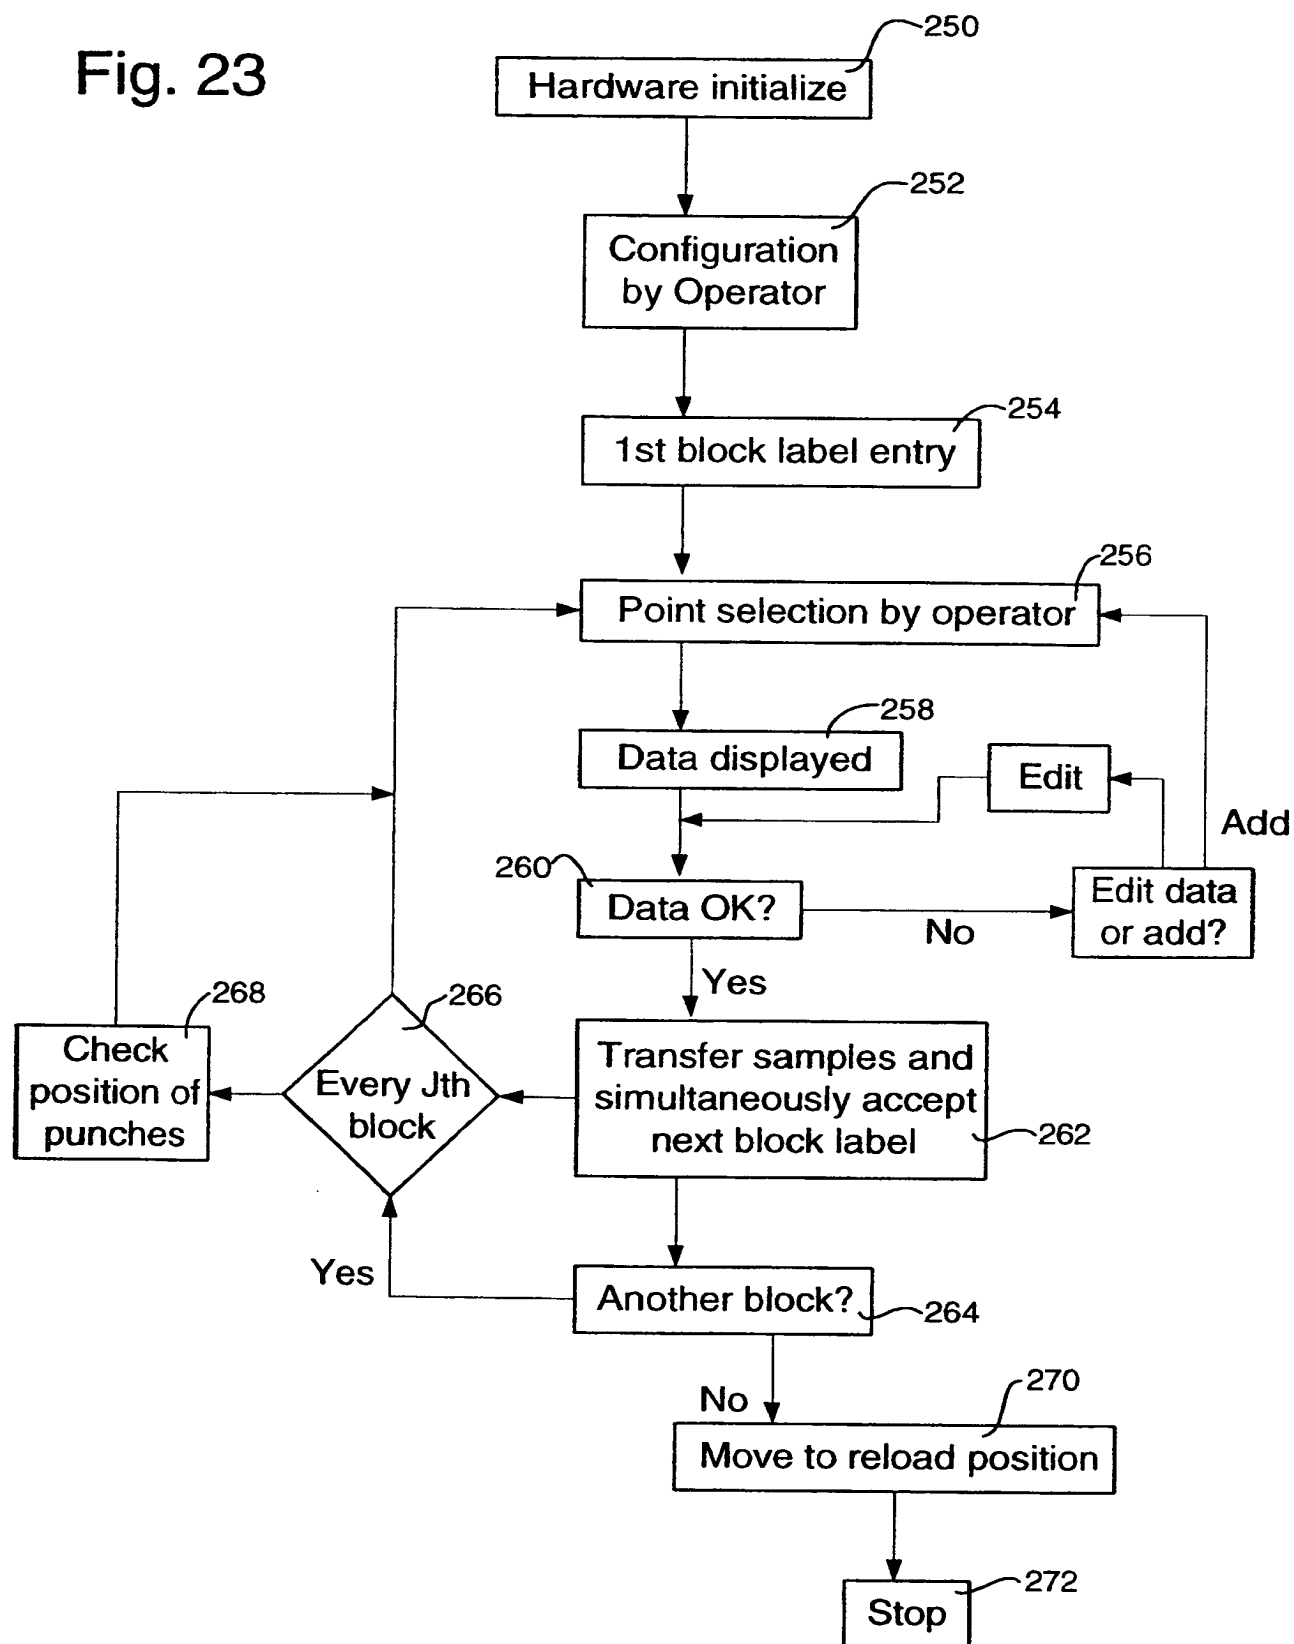 Fig. 23
250
Hardware initialize
252
Configuration
by Operator
254
1st block label entry
256
Point selection by operator
258
Data displayed
Edit
Add
260
Data OK?
No
Edit data
or add?
Yes
268
266
Check
position of
punches
Every Jth
block
Transfer samples and
simultaneously accept
next block label
262
Yes
Another block?
264
No
270
Move to reload position
272
Stop